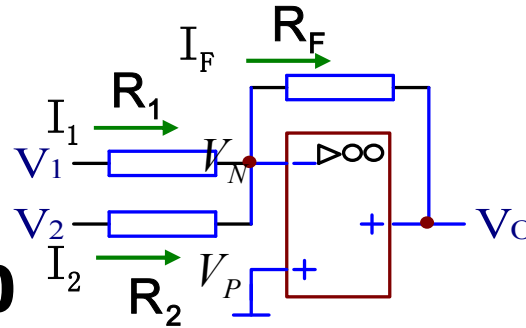 I_F R_F
I_1 R_1
V_1 V_N − ▷∞
V_2 + V_O
I_2 V_P +
R_2